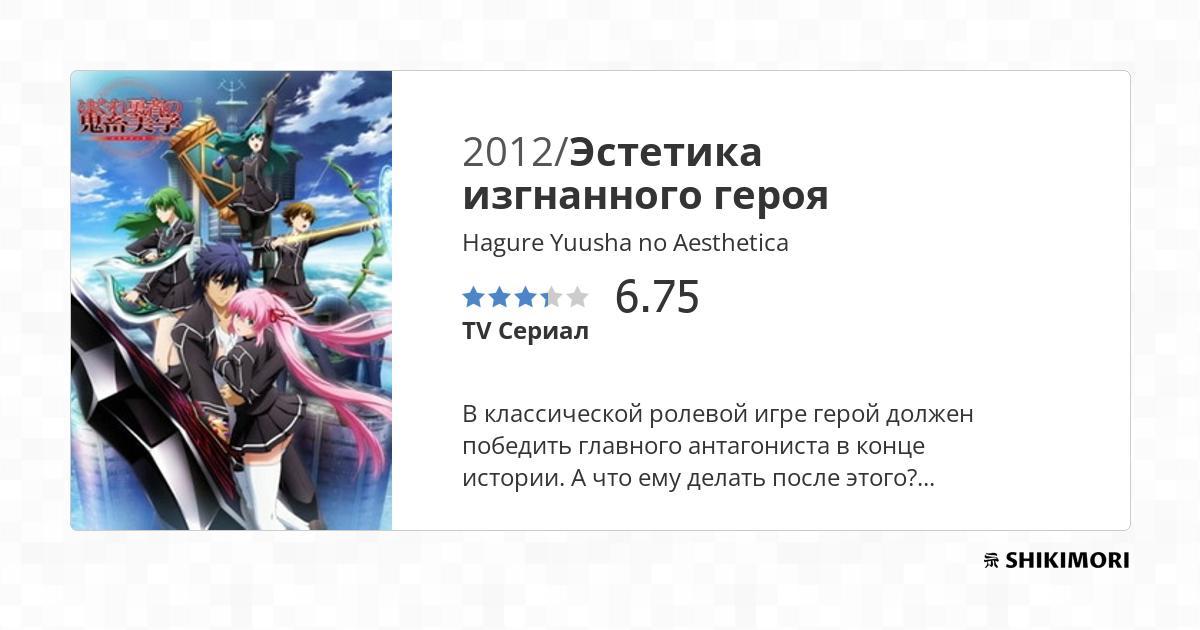 はぐれ勇者の
鬼畜美学
2012/Эстетика
изгнанного героя
Hagure Yuusha no Aesthetica
6.75
TV Сериал
В классической ролевой игре герой должен
победить главного антагониста в конце
истории. А что ему делать после этого?...
SHIKIMORI